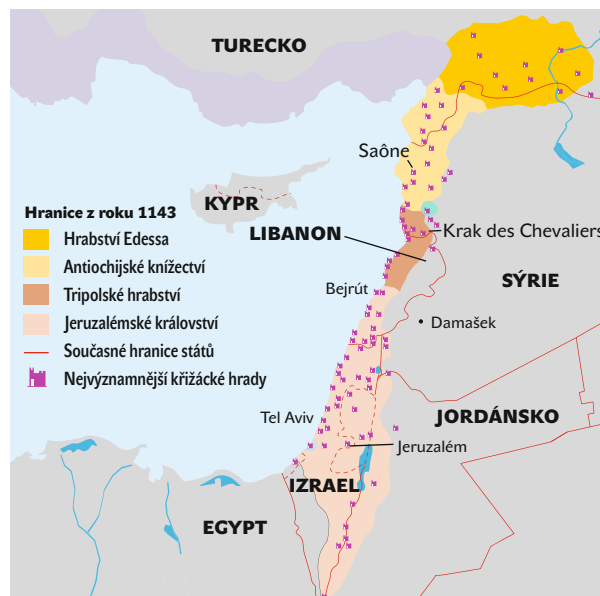 TURECKO
Saône
KYPR
Hranice z roku 1143
Hrabství Edessa
Antiochijské knížectví
Tripolské hrabství
Jeruzalémské království
Současné hranice států
Nejvýznamnější křižácké hrady
LIBANON
Krak des Chevaliers
SÝRIE
Bejrút
Damašek
Tel Aviv
JORDÁNSKO
Jeruzalém
IZRAEL
EGYPT